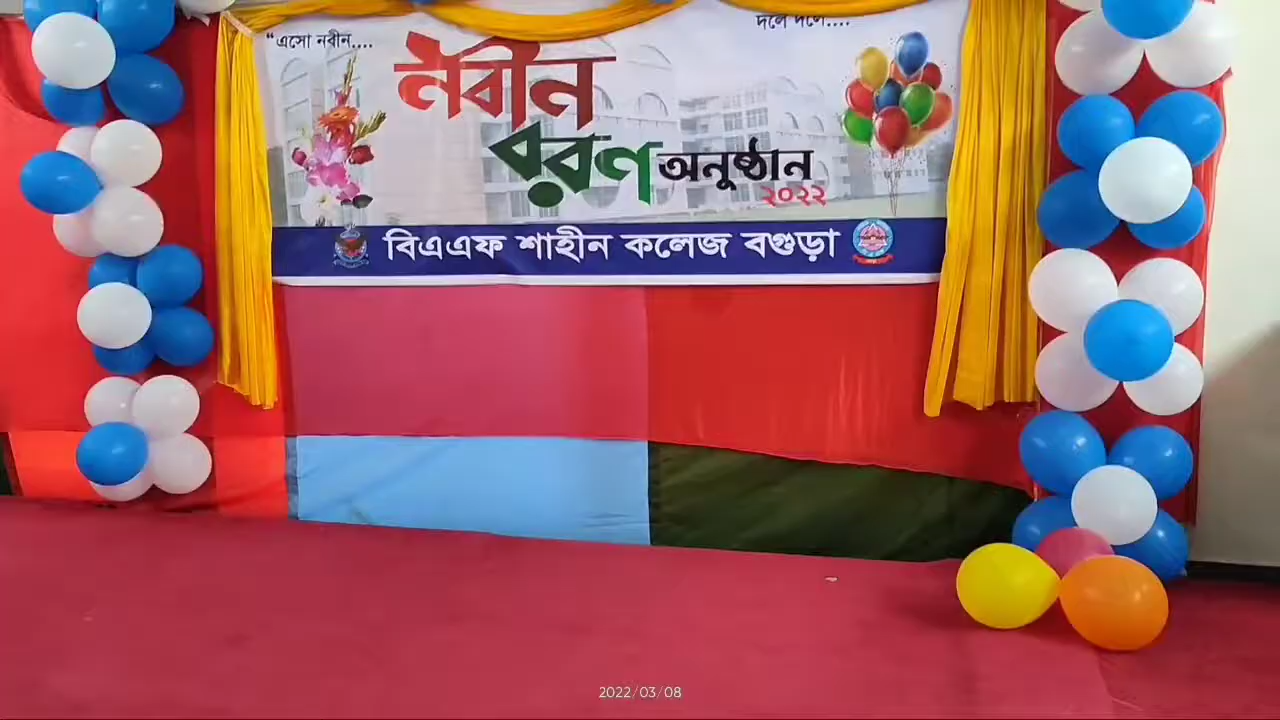 “এসো নবীন....
দলে দলে....
নবীন
বরণ অনুষ্ঠান
২০২২
বিএএফ শাহীন কলেজ বগুড়া
2022/03/08